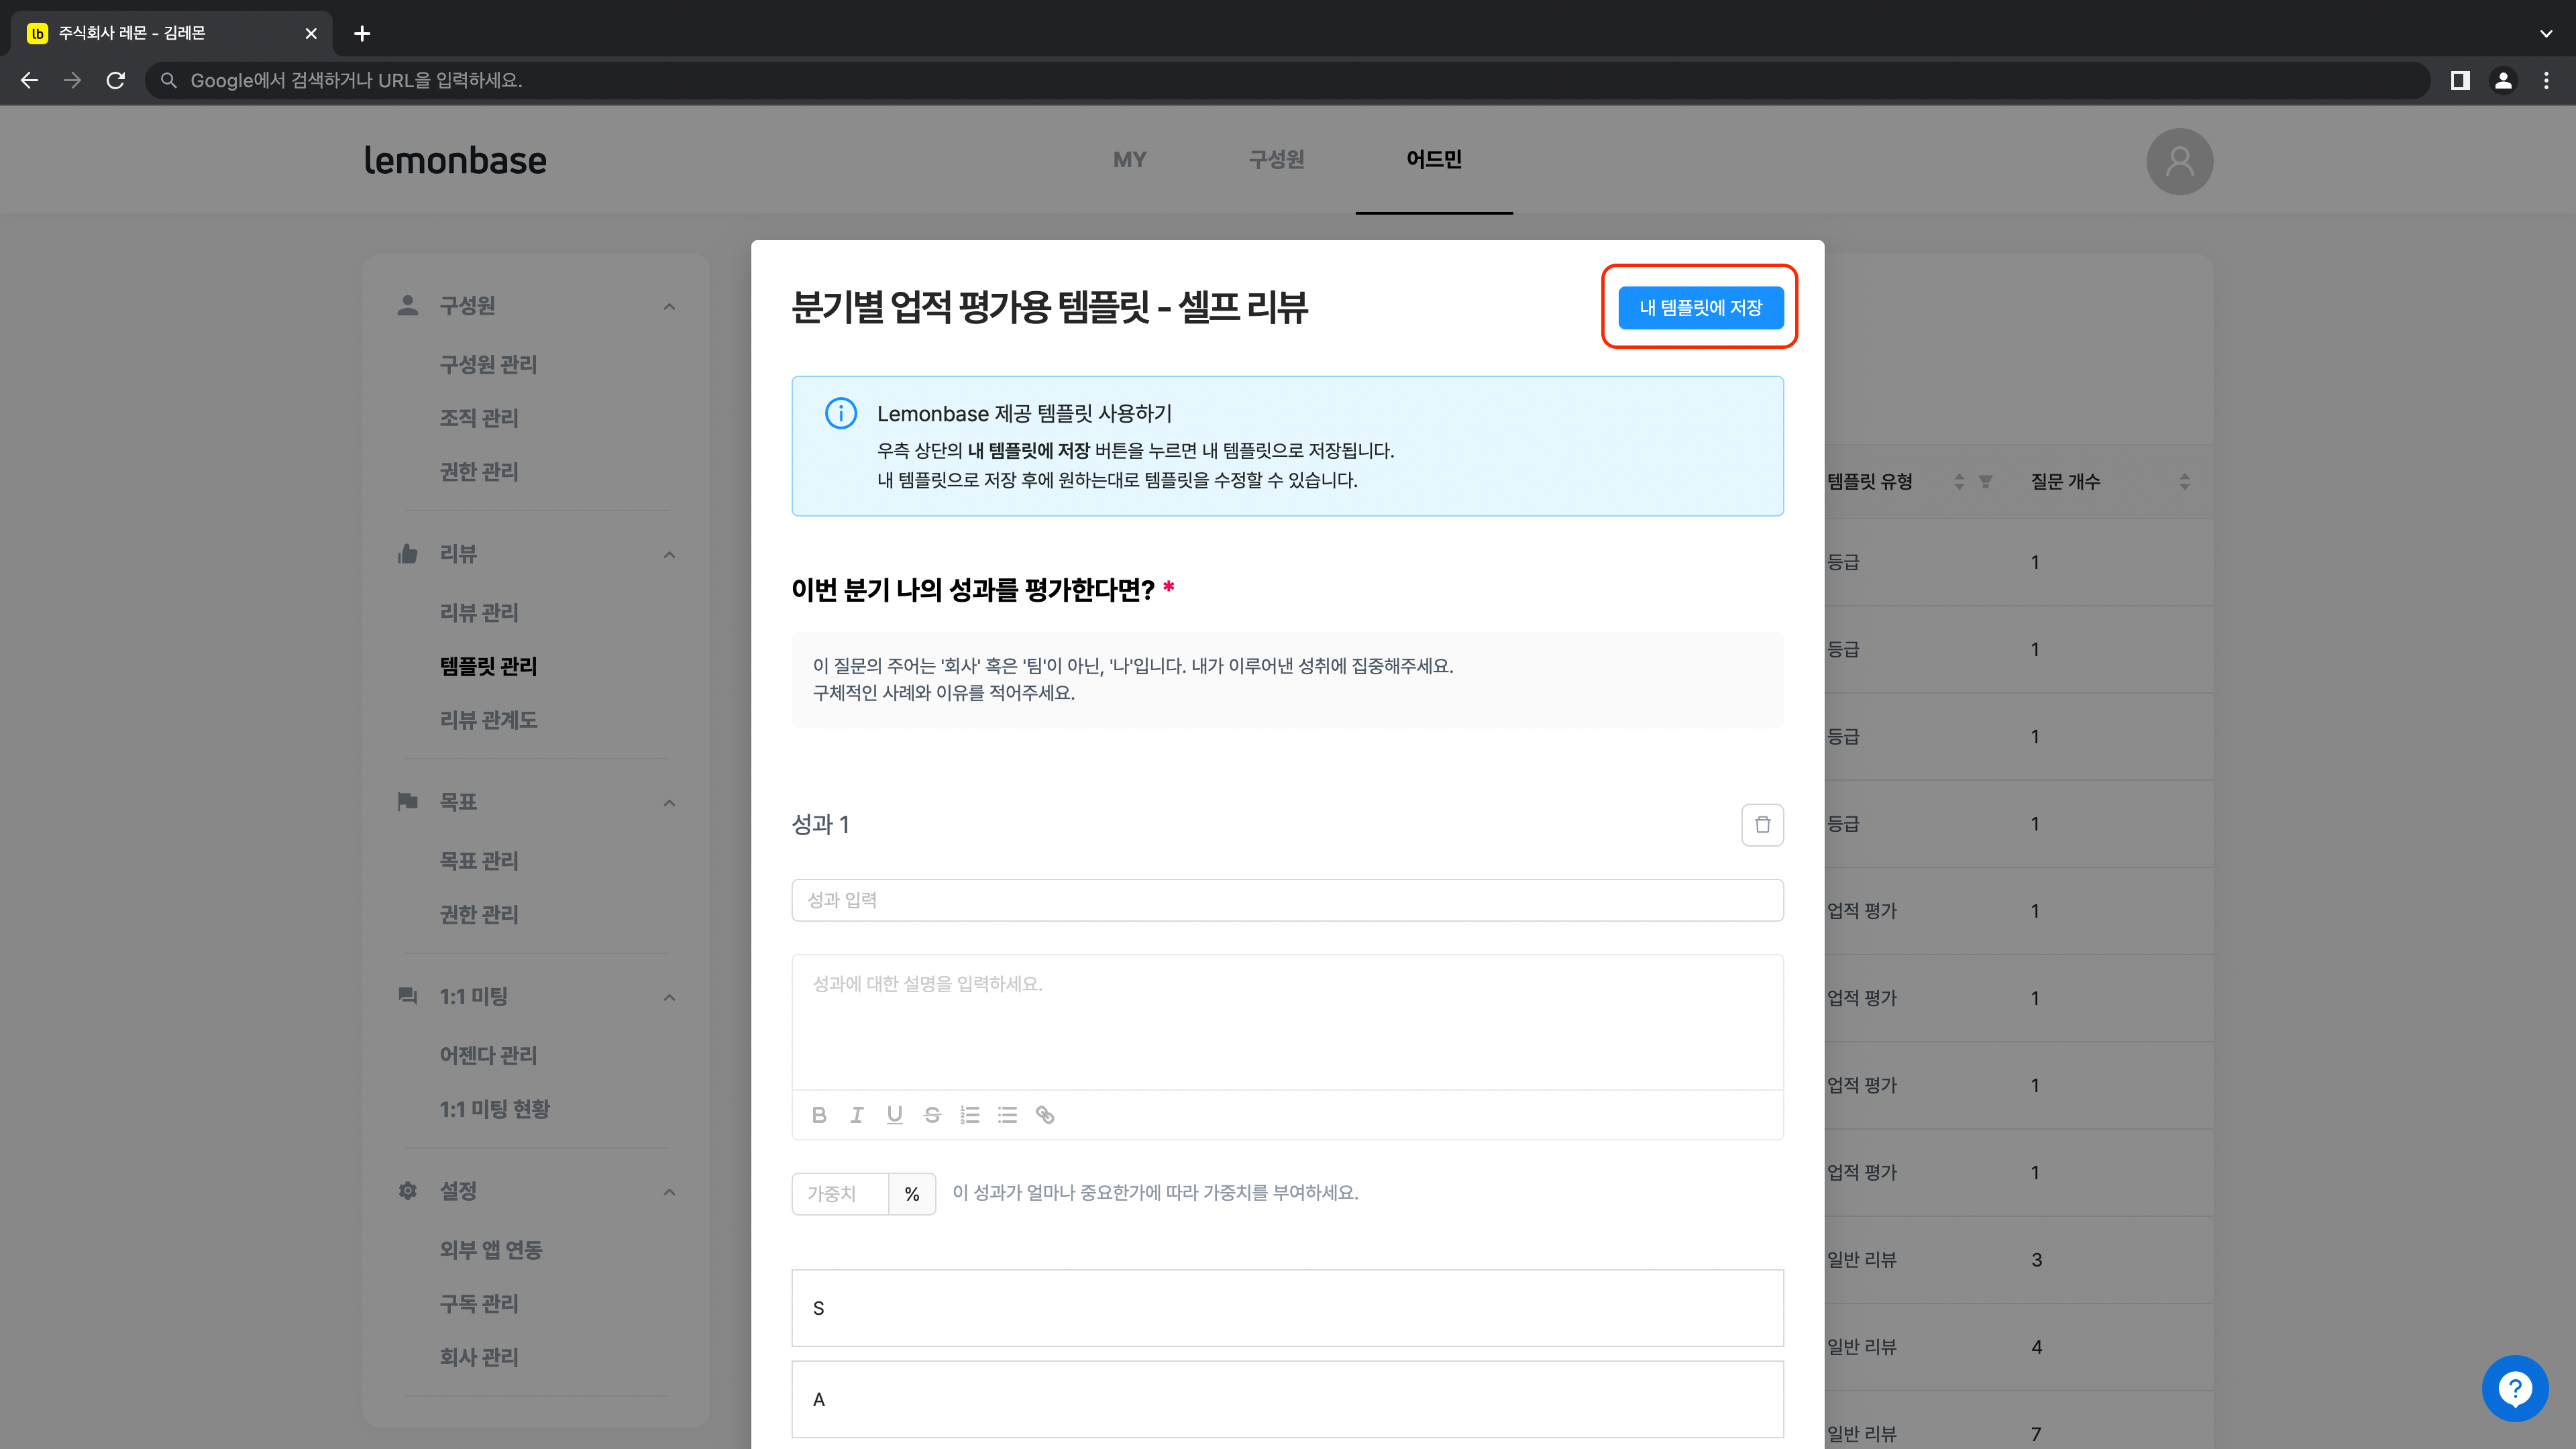 lb 주식회사 레몬 - 김레몬
Google에서 검색하거나 URL을 입력하세요.
lemonbase
MY
구성원
어드민
구성원
구성원 관리
조직 관리
권한 관리
리뷰
리뷰 관리
템플릿 관리
리뷰 관계도
목표
목표 관리
권한 관리
1:1 미팅
어젠다 관리
1:1 미팅 현황
설정
외부 앱 연동
구독 관리
회사 관리
분기별 업적 평가용 템플릿 - 셀프 리뷰
내 템플릿에 저장
Lemonbase 제공 템플릿 사용하기
우측 상단의 내 템플릿에 저장 버튼을 누르면 내 템플릿으로 저장됩니다.
내 템플릿으로 저장 후에 원하는대로 템플릿을 수정할 수 있습니다.
이번 분기 나의 성과를 평가한다면? *
이 질문의 주어는 '회사' 혹은 '팀'이 아닌, '나'입니다. 내가 이루어낸 성취에 집중해주세요.
구체적인 사례와 이유를 적어주세요.
성과 1
성과 입력
성과에 대한 설명을 입력하세요.
B I U S
가중치 % 이 성과가 얼마나 중요한가에 따라 가중치를 부여하세요.
S
A
템플릿 유형 질문 개수
등급 1
등급 1
등급 1
등급 1
업적 평가 1
업적 평가 1
업적 평가 1
업적 평가 1
일반 리뷰 3
일반 리뷰 4
일반 리뷰 7
?